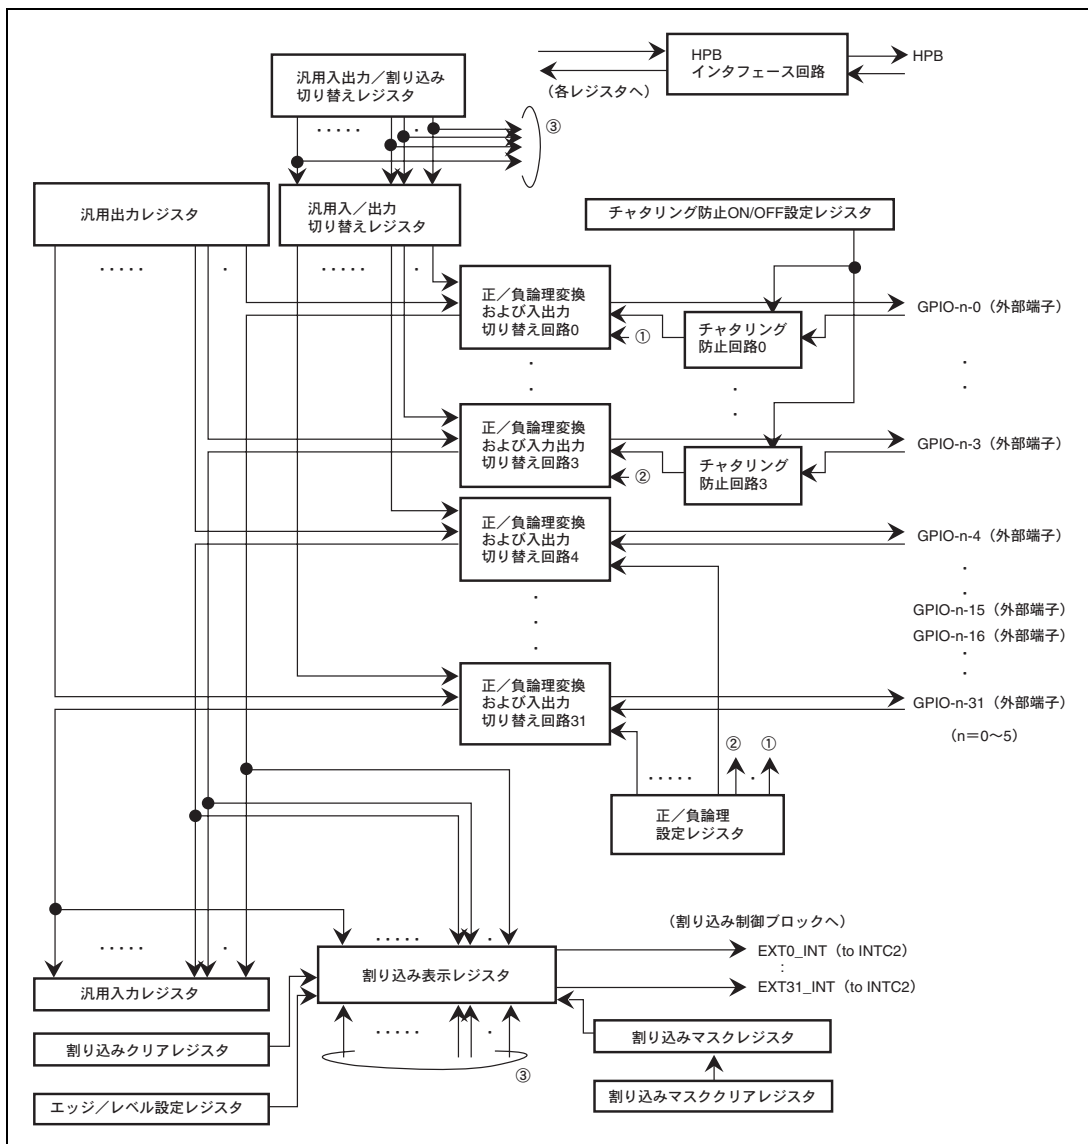 HPB
インタフェース回路
HPB
(各レジスタへ)
汎用入出力/割り込み
切り替えレジスタ
③
汎用出力レジスタ
汎用入/出力
切り替えレジスタ
チャタリング防止ON/OFF設定レジスタ
正/負論理変換
および入出力
切り替え回路0
①
チャタリング
防止回路0
GPIO-n-0(外部端子)
正/負論理変換
および入力出力
切り替え回路3
②
チャタリング
防止回路3
GPIO-n-3(外部端子)
正/負論理変換
および入出力
切り替え回路4
GPIO-n-4(外部端子)
GPIO-n-15(外部端子)
GPIO-n-16(外部端子)
正/負論理変換
および入出力
切り替え回路31
GPIO-n-31(外部端子)
(n=0~5)
② ①
正/負論理
設定レジスタ
(割り込み制御ブロックへ)
割り込み表示レジスタ
EXT0_INT(to INTC2)
EXT31_INT(to INTC2)
汎用入力レジスタ
割り込みクリアレジスタ
割り込みマスクレジスタ
③
エッジ/レベル設定レジスタ
割り込みマスククリアレジスタ